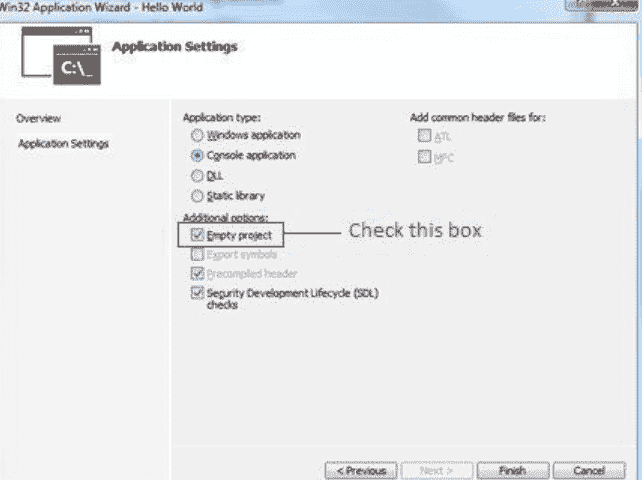 Win32 Application Wizard - Hello World
C:\_
Application Settings
Overview
Application Settings
Application type:
Windows application
Console application
DLL
Static library
Additional options:
Empty project
Check this box
Export symbols
Precompiled header
Security Development Lifecycle (SDL)
checks
Add common header files for:
ATL
MFC
< Previous
Next >
Finish
Cancel